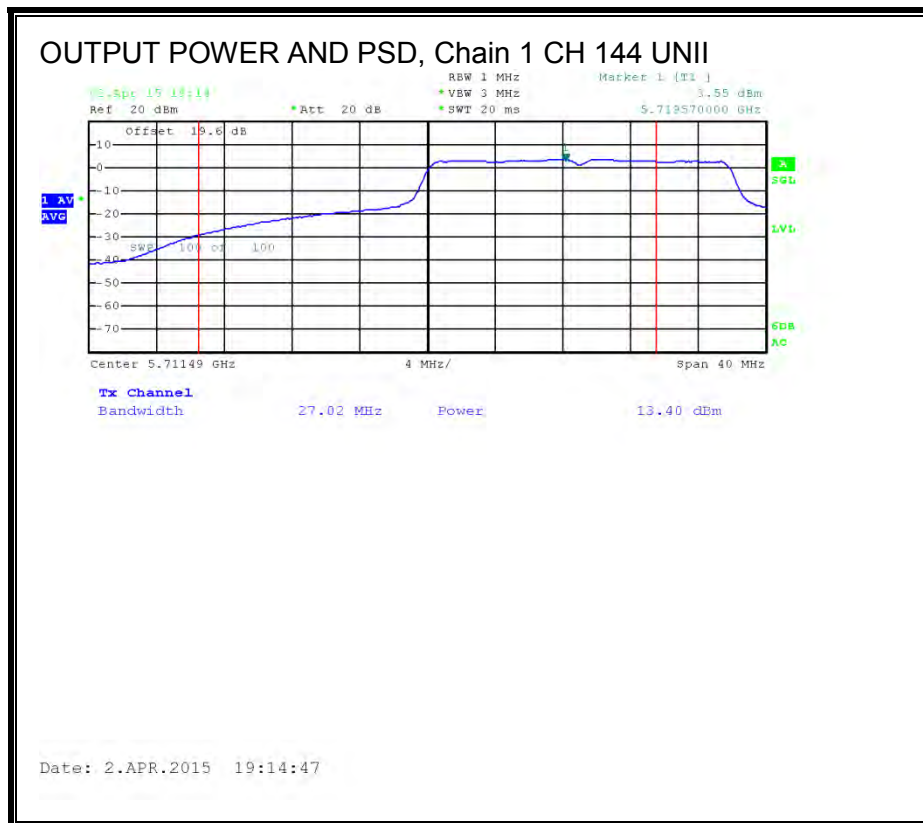 OUTPUT POWER AND PSD, Chain 1 CH 144 UNII
RBW 1 MHz Marker 1 [T1 ]
*VBW 3 MHz 3.55 dBm
Ref 20 dBm *Att 20 dB *SWT 20 ms 5.719570000 GHz
Offset 19.6 dB
10
0
-10
-20
-30
-40
-50
-60
-70
1 AV *
AVG
SWP 100 of 100
A
SGL
LVL
6DB
AC
Center 5.71149 GHz 4 MHz/ Span 40 MHz
Tx Channel
Bandwidth 27.02 MHz Power 13.40 dBm
Date: 2.APR.2015 19:14:47